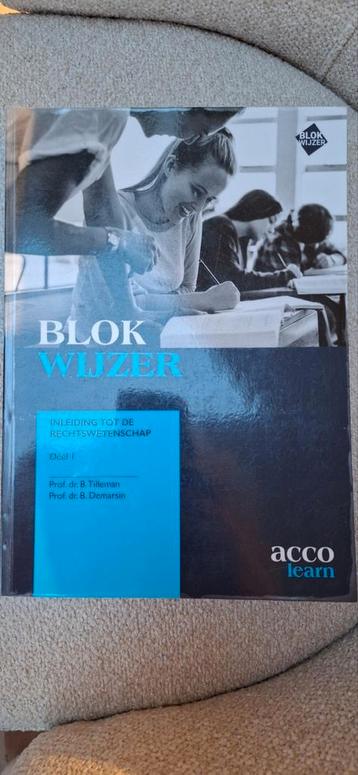 BLOK
WIJZER
BLOK
WIJZER
INLEIDING TOT DE
RECHTSWETENSCHAP
Deel I
Prof. dr. B. Tilleman
Prof. dr. B. Demarsin
acco
learn